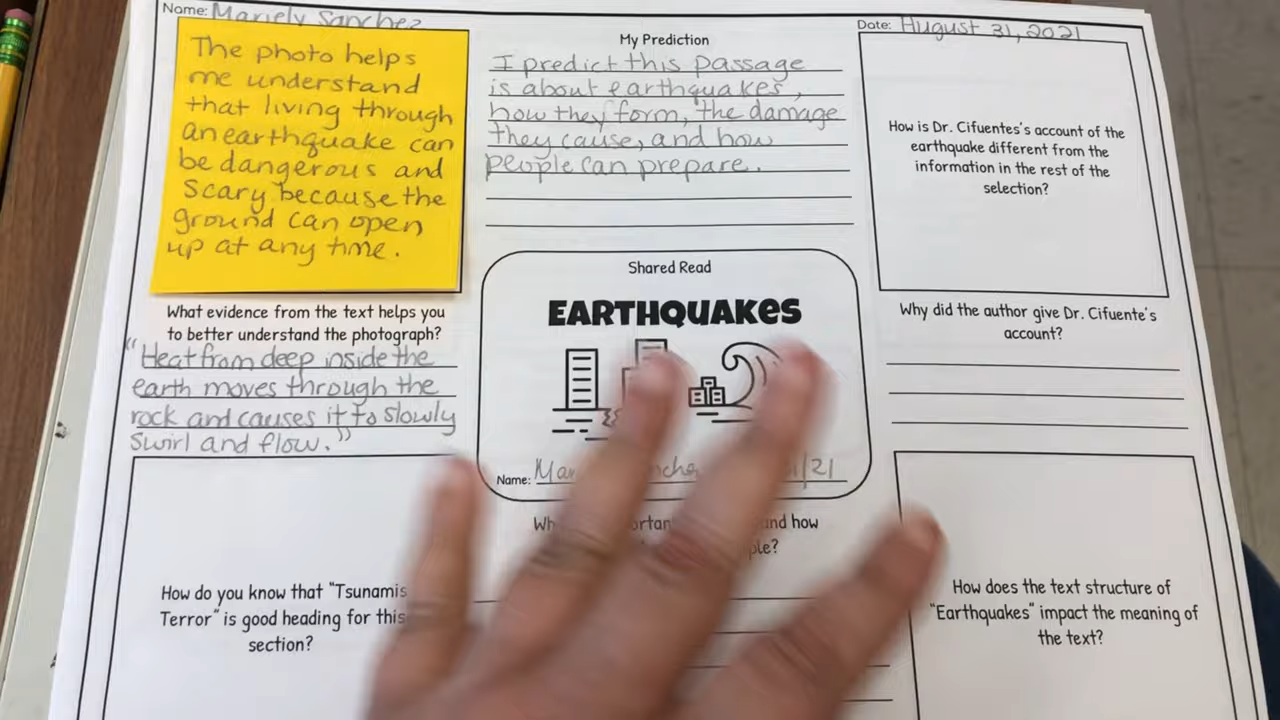 Name: Mariely Sanchez
Date: August 31, 2021
The photo helps
me understand
that living through
an earthquake can
be dangerous and
scary because the
ground can open
up at any time.
What evidence from the text helps you
to better understand the photograph?
"Heat from deep inside the
earth moves through the
rock and causes it to slowly
swirl and flow."
How do you know that "Tsunamis
Terror" is good heading for this
section?
My Prediction
I predict this passage
is about earthquakes,
how they form, the damage
they cause, and how
people can prepare.
Shared Read
EARTHQUAKES
Name:
and how
How is Dr. Cifuentes's account of the
earthquake different from the
information in the rest of the
selection?
Why did the author give Dr. Cifuente's
account?
How does the text structure of
"Earthquakes" impact the meaning of
the text?